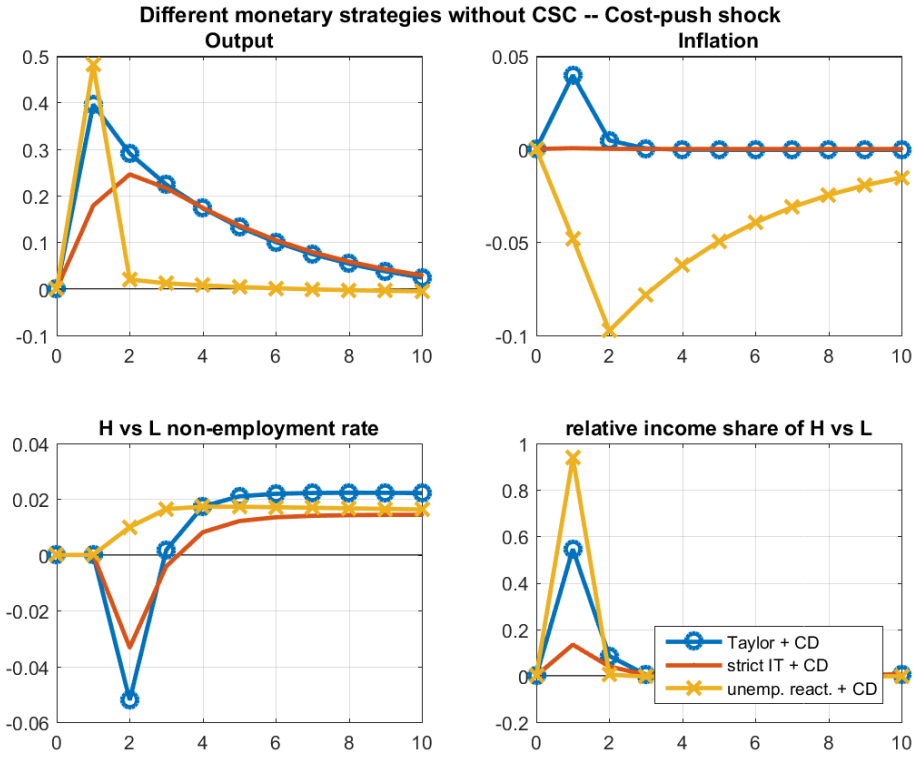 Different monetary strategies without CSC -- Cost-push shock
Output
0.5
0.4
0.3
0.2
0.1
0
-0.1
0 2 4 6 8 10
Inflation
0.05
0
-0.05
-0.1
0 2 4 6 8 10
H vs L non-employment rate
0.04
0.02
0
-0.02
-0.04
-0.06
0 2 4 6 8 10
relative income share of H vs L
1
0.8
0.6
0.4
0.2
0
-0.2
0 2 4 6 8 10
Taylor + CD
strict IT + CD
unemp. react. + CD